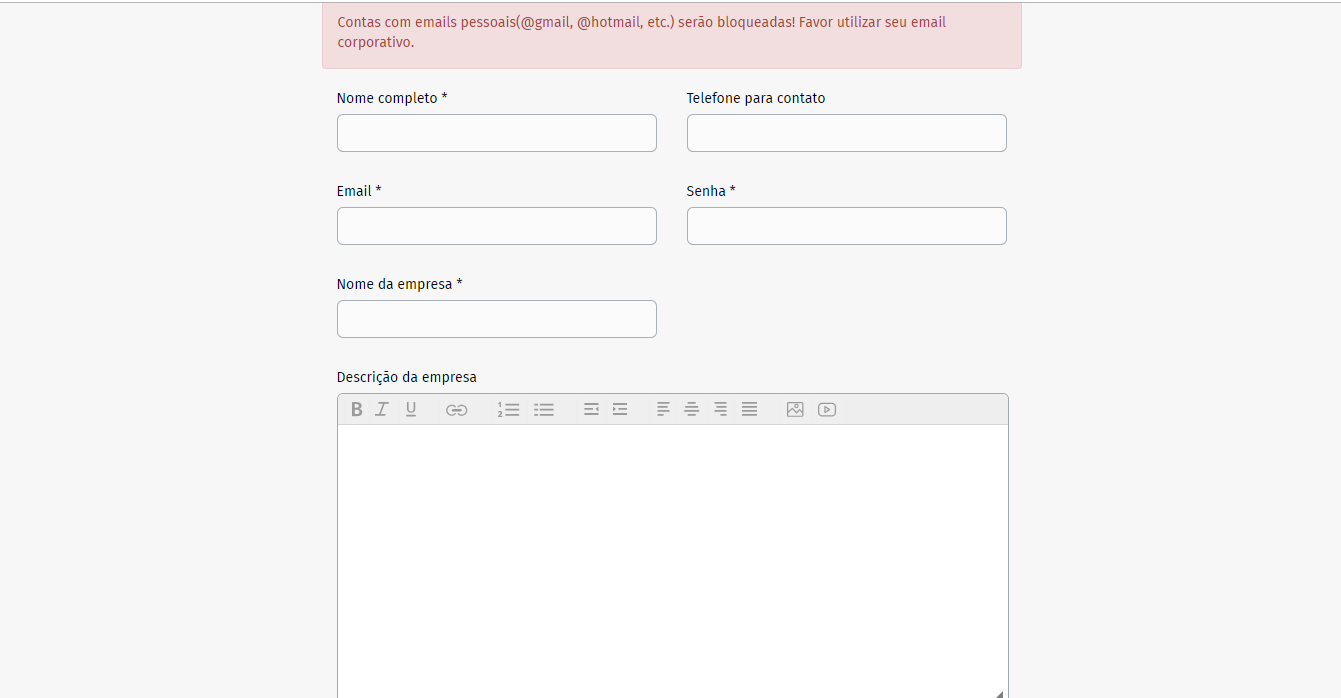 Contas com emails pessoais(@gmail, @hotmail, etc.) serão bloqueadas! Favor utilizar seu email
corporativo.
Nome completo *
Telefone para contato
Email *
Senha *
Nome da empresa *
Descrição da empresa
B I U